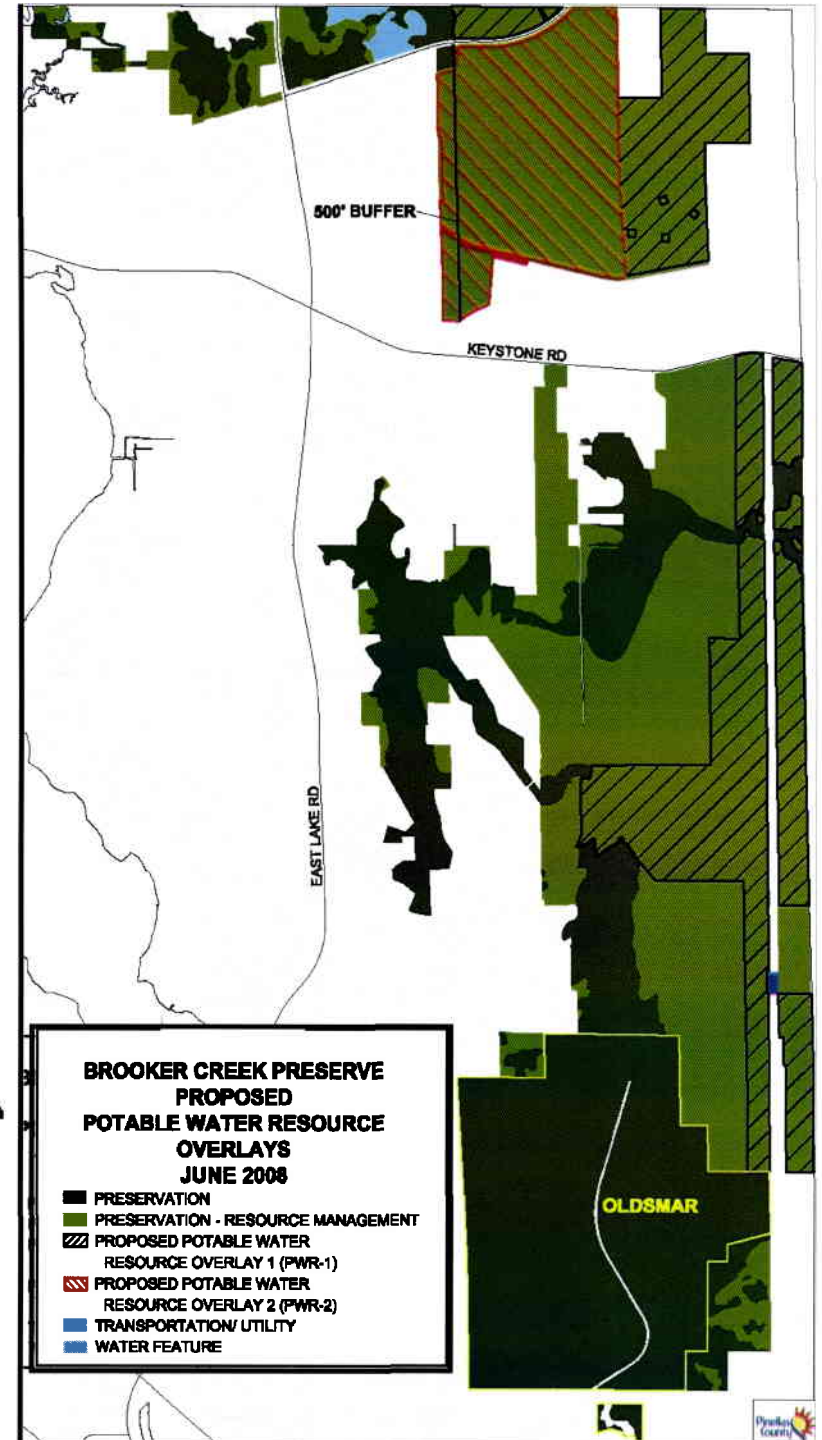 500' BUFFER
KEYSTONE RD
EAST LAKE RD
BROOKER CREEK PRESERVE
PROPOSED
POTABLE WATER RESOURCE
OVERLAYS
JUNE 2008
PRESERVATION
PRESERVATION - RESOURCE MANAGEMENT
PROPOSED POTABLE WATER
RESOURCE OVERLAY 1 (PWR-1)
PROPOSED POTABLE WATER
RESOURCE OVERLAY 2 (PWR-2)
TRANSPORTATION/ UTILITY
WATER FEATURE
OLDSMAR
Pinellas
County